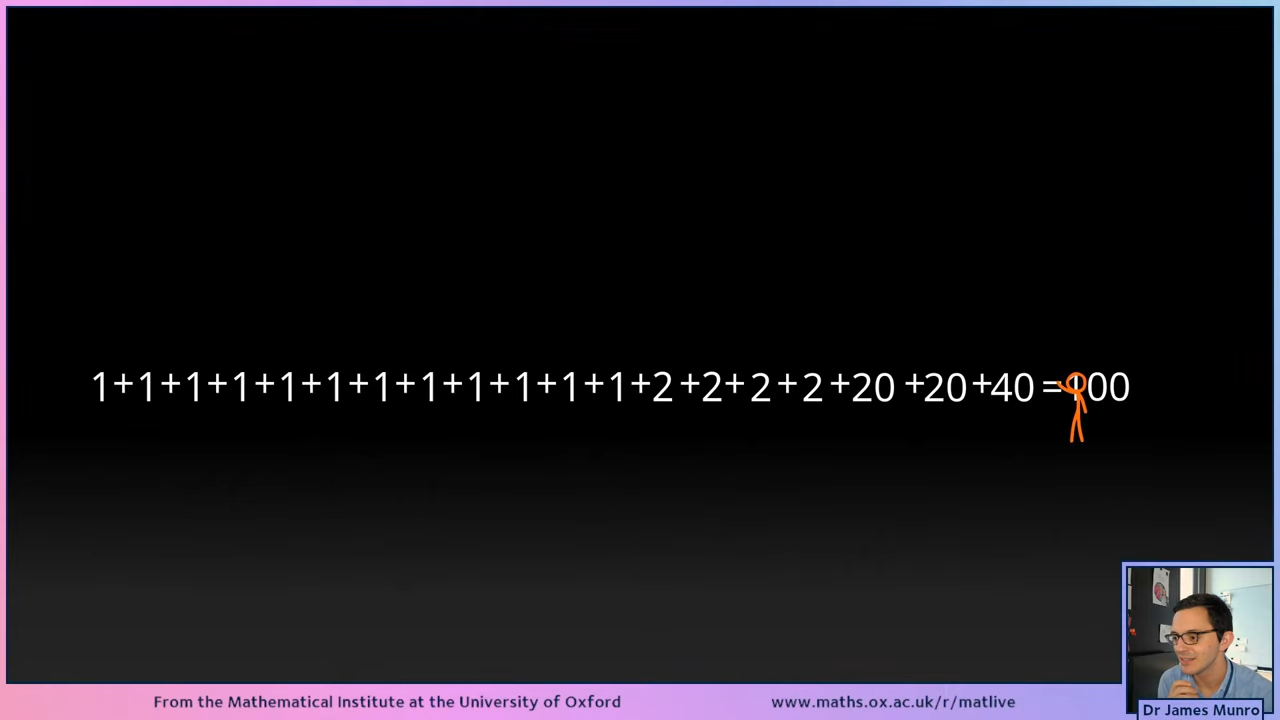 1+1+1+1+1+1+1+1+1+1+1+1+2+2+2+2+20+20+40=100
Dr James Munro
From the Mathematical Institute at the University of Oxford
www.maths.ox.ac.uk/r/matlive